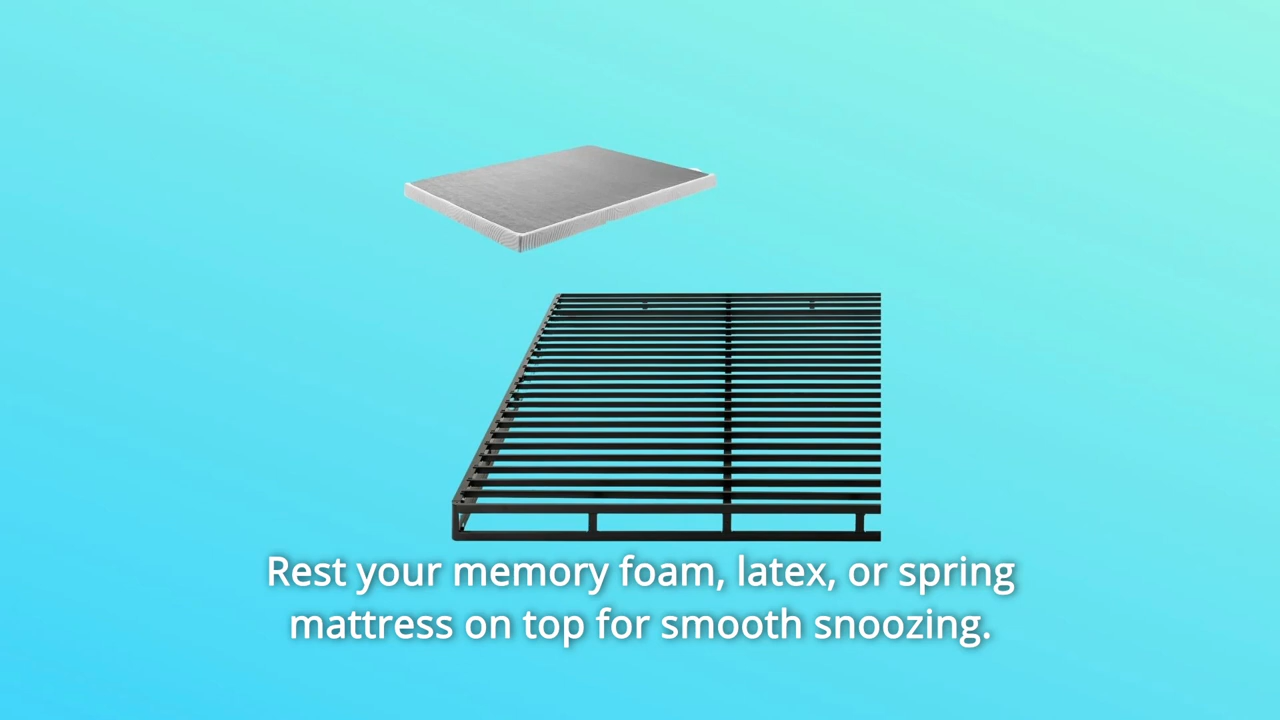 Rest your memory foam, latex, or spring
mattress on top for smooth snoozing.